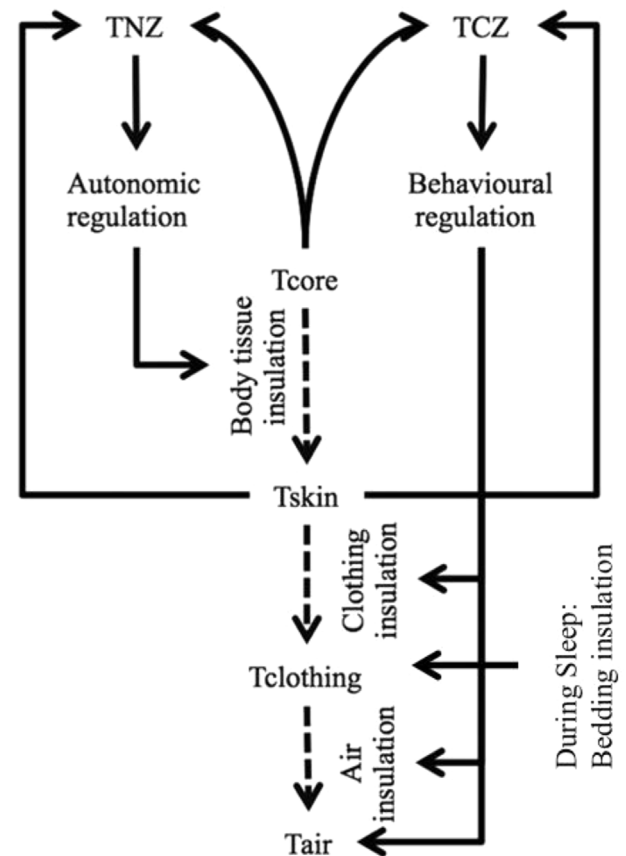 TNZ
TCZ
Autonomic
regulation
Behavioural
regulation
Tcore
Body tissue
insulation
Tskin
Clothing
insulation
During Sleep:
Bedding insulation
Tclothing
Air
insulation
Tair